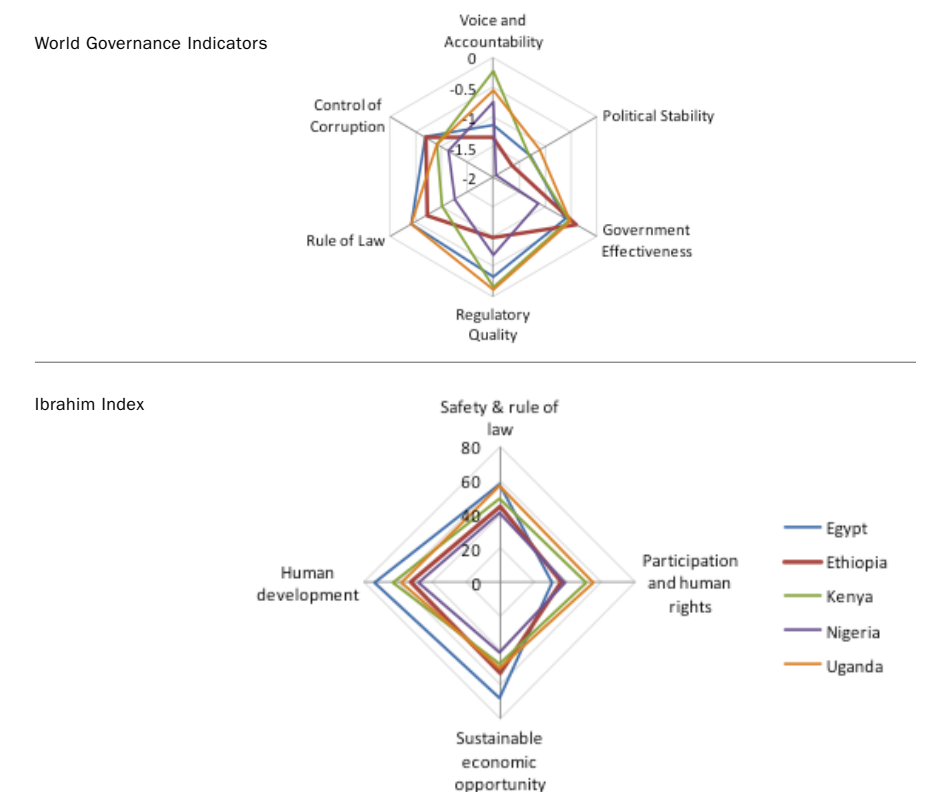 World Governance Indicators
Voice and
Accountability
0
-0.5
-1
-1.5
-2
Control of
Corruption
Political Stability
Rule of Law
Government
Effectiveness
Regulatory
Quality
Ibrahim Index
Safety & rule of
law
80
60
40
20
0
Human
development
Participation
and human
rights
Sustainable
economic
opportunity
Egypt
Ethiopia
Kenya
Nigeria
Uganda